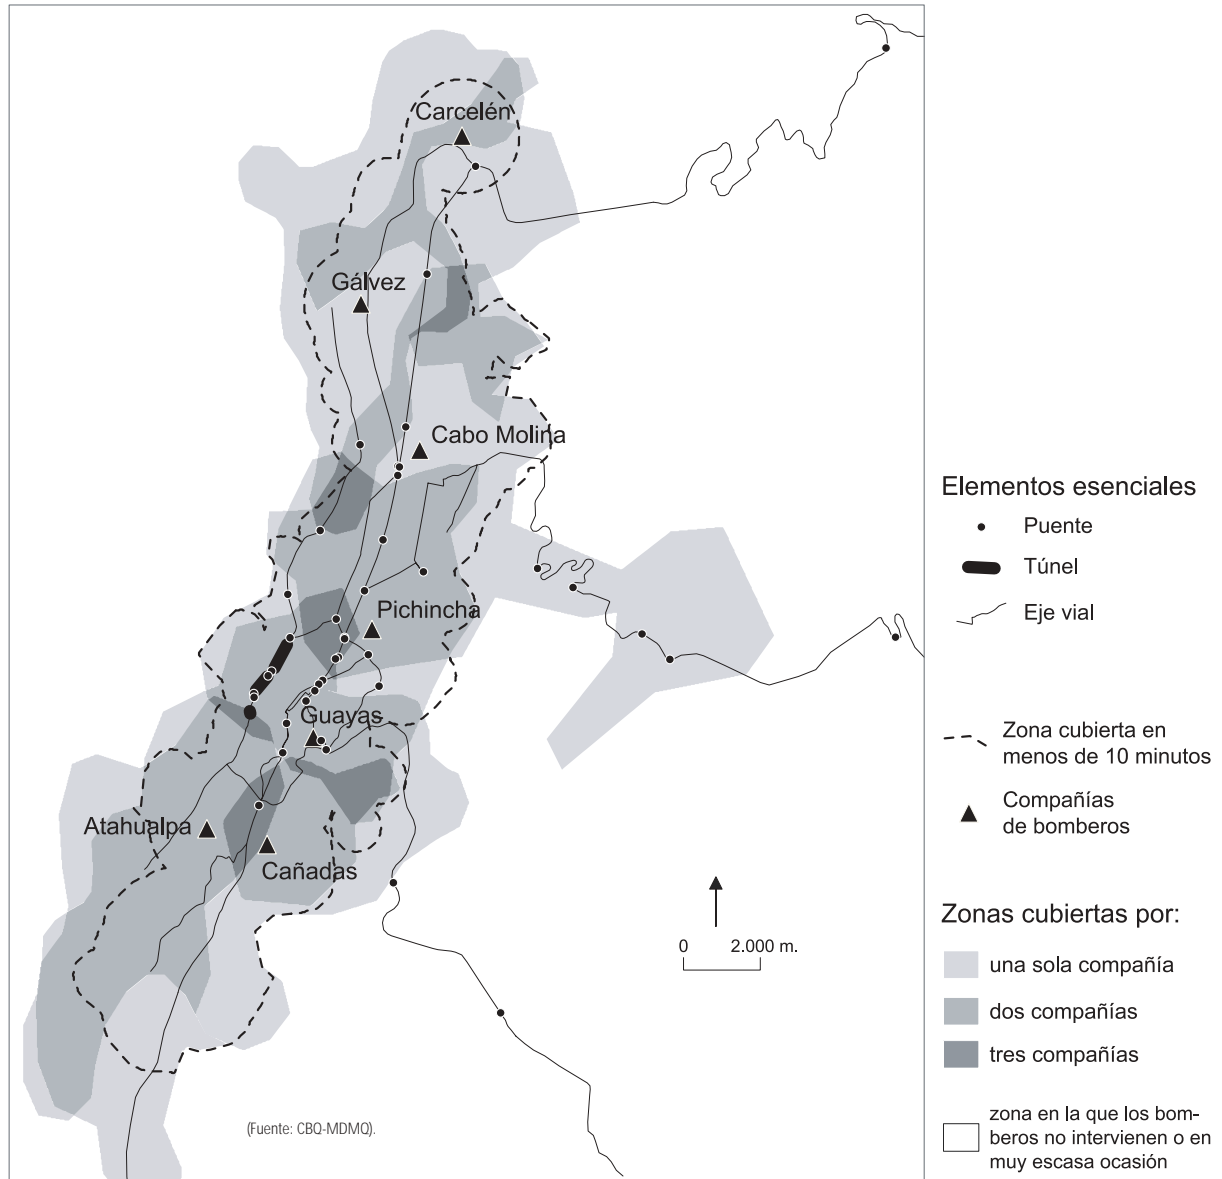 Carcelén
Gálvez
Cabo Molina
Pichincha
Guayas
Atahualpa
Cañadas
0 2.000 m.
(Fuente: CBQ-MDMQ).
Elementos esenciales
Puente
Túnel
Eje vial
Zona cubierta en
menos de 10 minutos
Compañías
de bomberos
Zonas cubiertas por:
una sola compañía
dos compañías
tres compañías
zona en la que los bom-
beros no intervienen o en
muy escasa ocasión